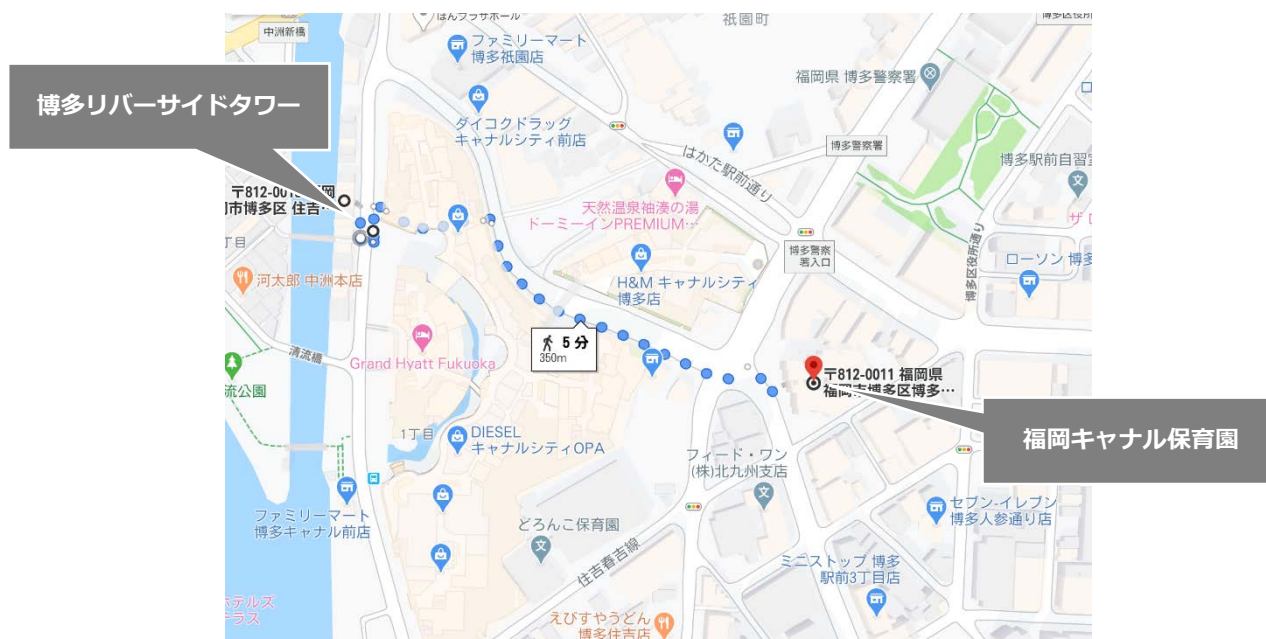 ぽんプラザホール
中洲新橋
ファミリーマート
博多祇園店
祇園町
福岡県 博多警察署
博多リバーサイドタワー
ダイコクドラッグ
キャナルシティ前店
はかた駅前通り
博多警察署
博多駅前自習
〒812-00
岡
市博多区 住吉…
天然温泉袖湊の湯
ドーミーインPREMIUM…
丁目
博多警察
署入口
博多区役所通り
ローソン 博多
河太郎 中洲本店
H&M キャナルシティ
博多店
清流橋
Grand Hyatt Fukuoka
5 分
350m
〒812-0011 福岡県
福岡市博多区博多…
流公園
福岡キャナル保育園
1丁目
DIESEL
キャナルシティOPA
フィード・ワン
(株)北九州支店
ファミリーマート
博多キャナル前店
どろんこ保育園
セブン-イレブン
博多人参通り店
住吉春吉線
ミニストップ 博多
駅前3丁目店
ホテルズ
テラス
えびすやうどん
博多住吉店